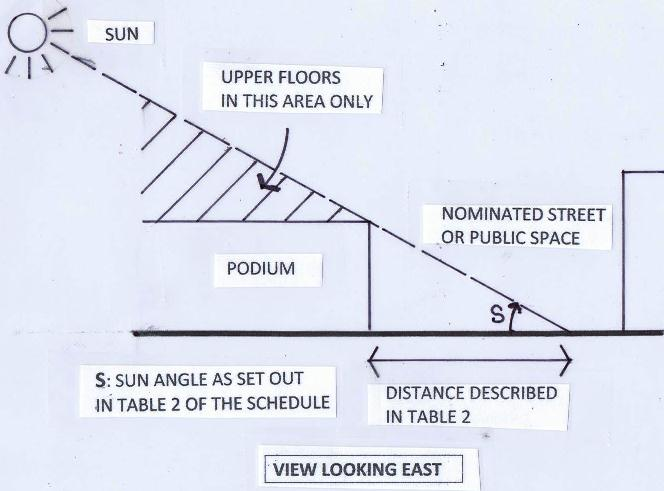 SUN
UPPER FLOORS
IN THIS AREA ONLY
NOMINATED STREET
OR PUBLIC SPACE
PODIUM
S
S: SUN ANGLE AS SET OUT
IN TABLE 2 OF THE SCHEDULE
DISTANCE DESCRIBED
IN TABLE 2
VIEW LOOKING EAST